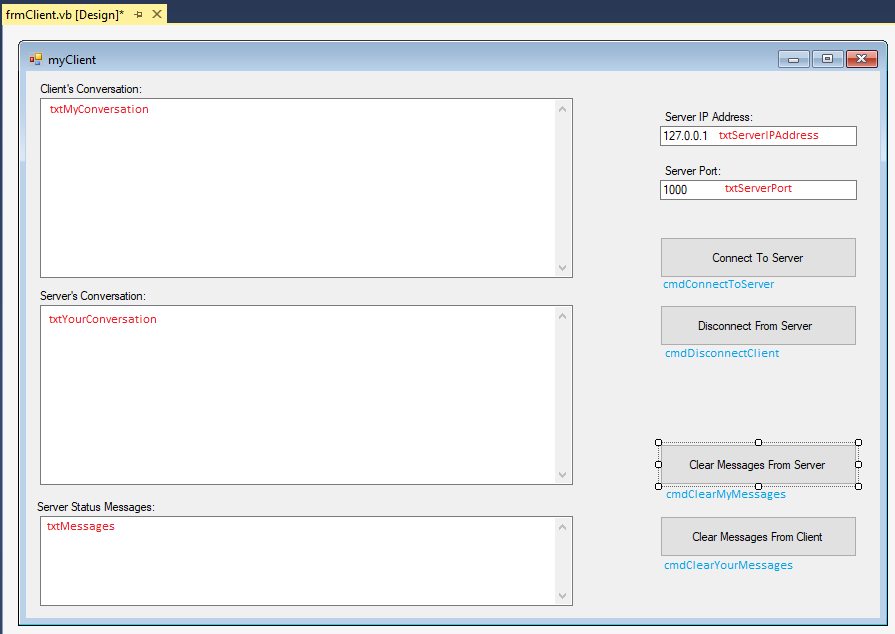 frmClient.vb [Design]*
myClient
Client's Conversation:
txtMyConversation
Server IP Address:
127.0.0.1 txtServerIPAddress
Server Port:
1000 txtServerPort
Connect To Server
cmdConnectToServer
Server's Conversation:
txtYourConversation
Disconnect From Server
cmdDisconnectClient
Clear Messages From Server
cmdClearMyMessages
Server Status Messages:
txtMessages
Clear Messages From Client
cmdClearYourMessages